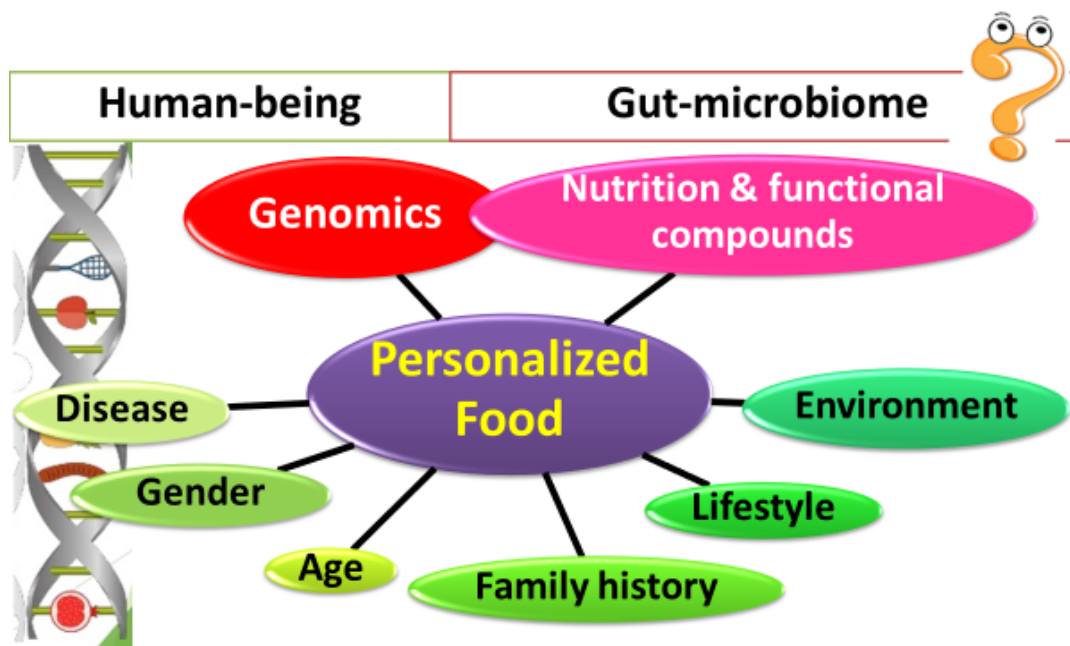 Human-being
Gut-microbiome
Genomics
Nutrition & functional
compounds
Personalized
Food
Disease
Environment
Gender
Lifestyle
Age
Family history